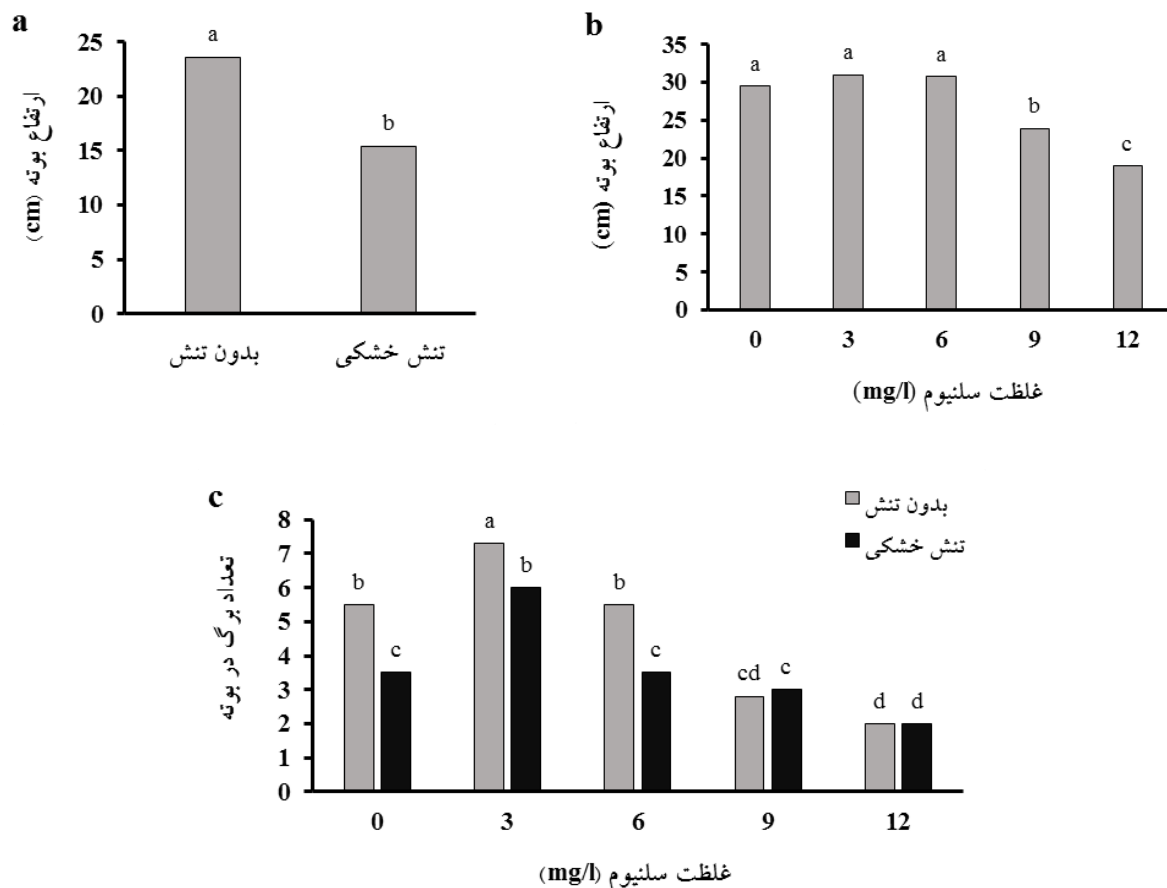 a
ارتفاع بوته (cm)
25
20
15
10
5
0
a
b
بدون تنش
تنش خشکی
b
ارتفاع بوته (cm)
35
30
25
20
15
10
5
0
a
a
a
b
c
0 3 6 9 12
غلظت سلنیوم (mg/l)
c
بدون تنش
تنش خشکی
تعداد برگ در بوته
8
7
6
5
4
3
2
1
0
b
c
a
b
b
c
cd
c
d
d
0 3 6 9 12
غلظت سلنیوم (mg/l)